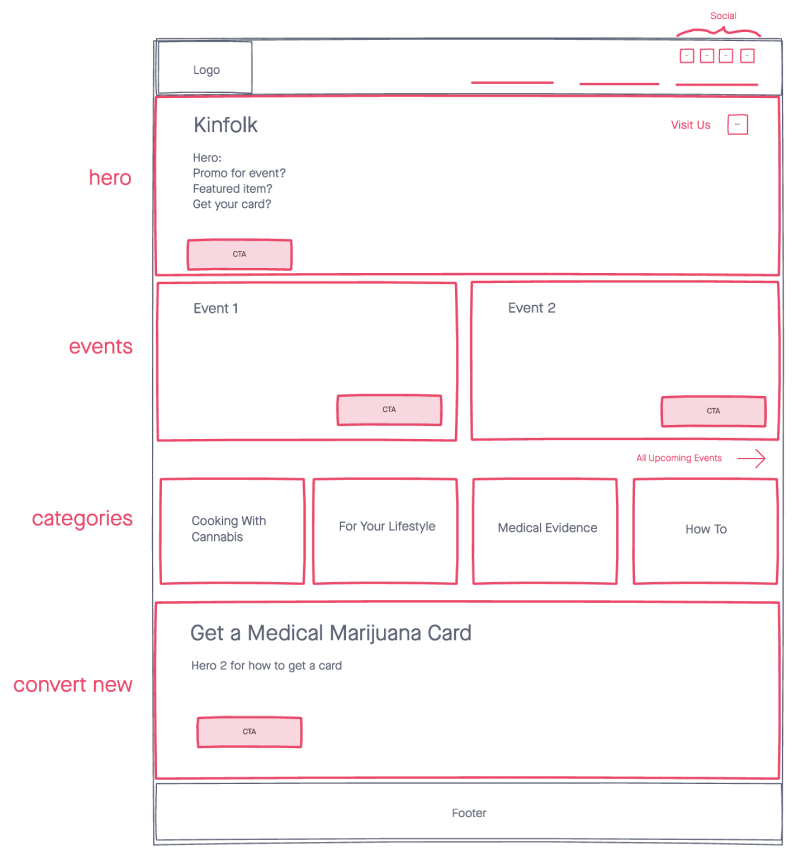 Social
Logo
Kinfolk
Visit Us
hero
Hero:
Promo for event?
Featured item?
Get your card?
CTA
Event 1
Event 2
events
CTA
CTA
All Upcoming Events
categories
Cooking With
Cannabis
For Your Lifestyle
Medical Evidence
How To
Get a Medical Marijuana Card
Hero 2 for how to get a card
convert new
CTA
Footer